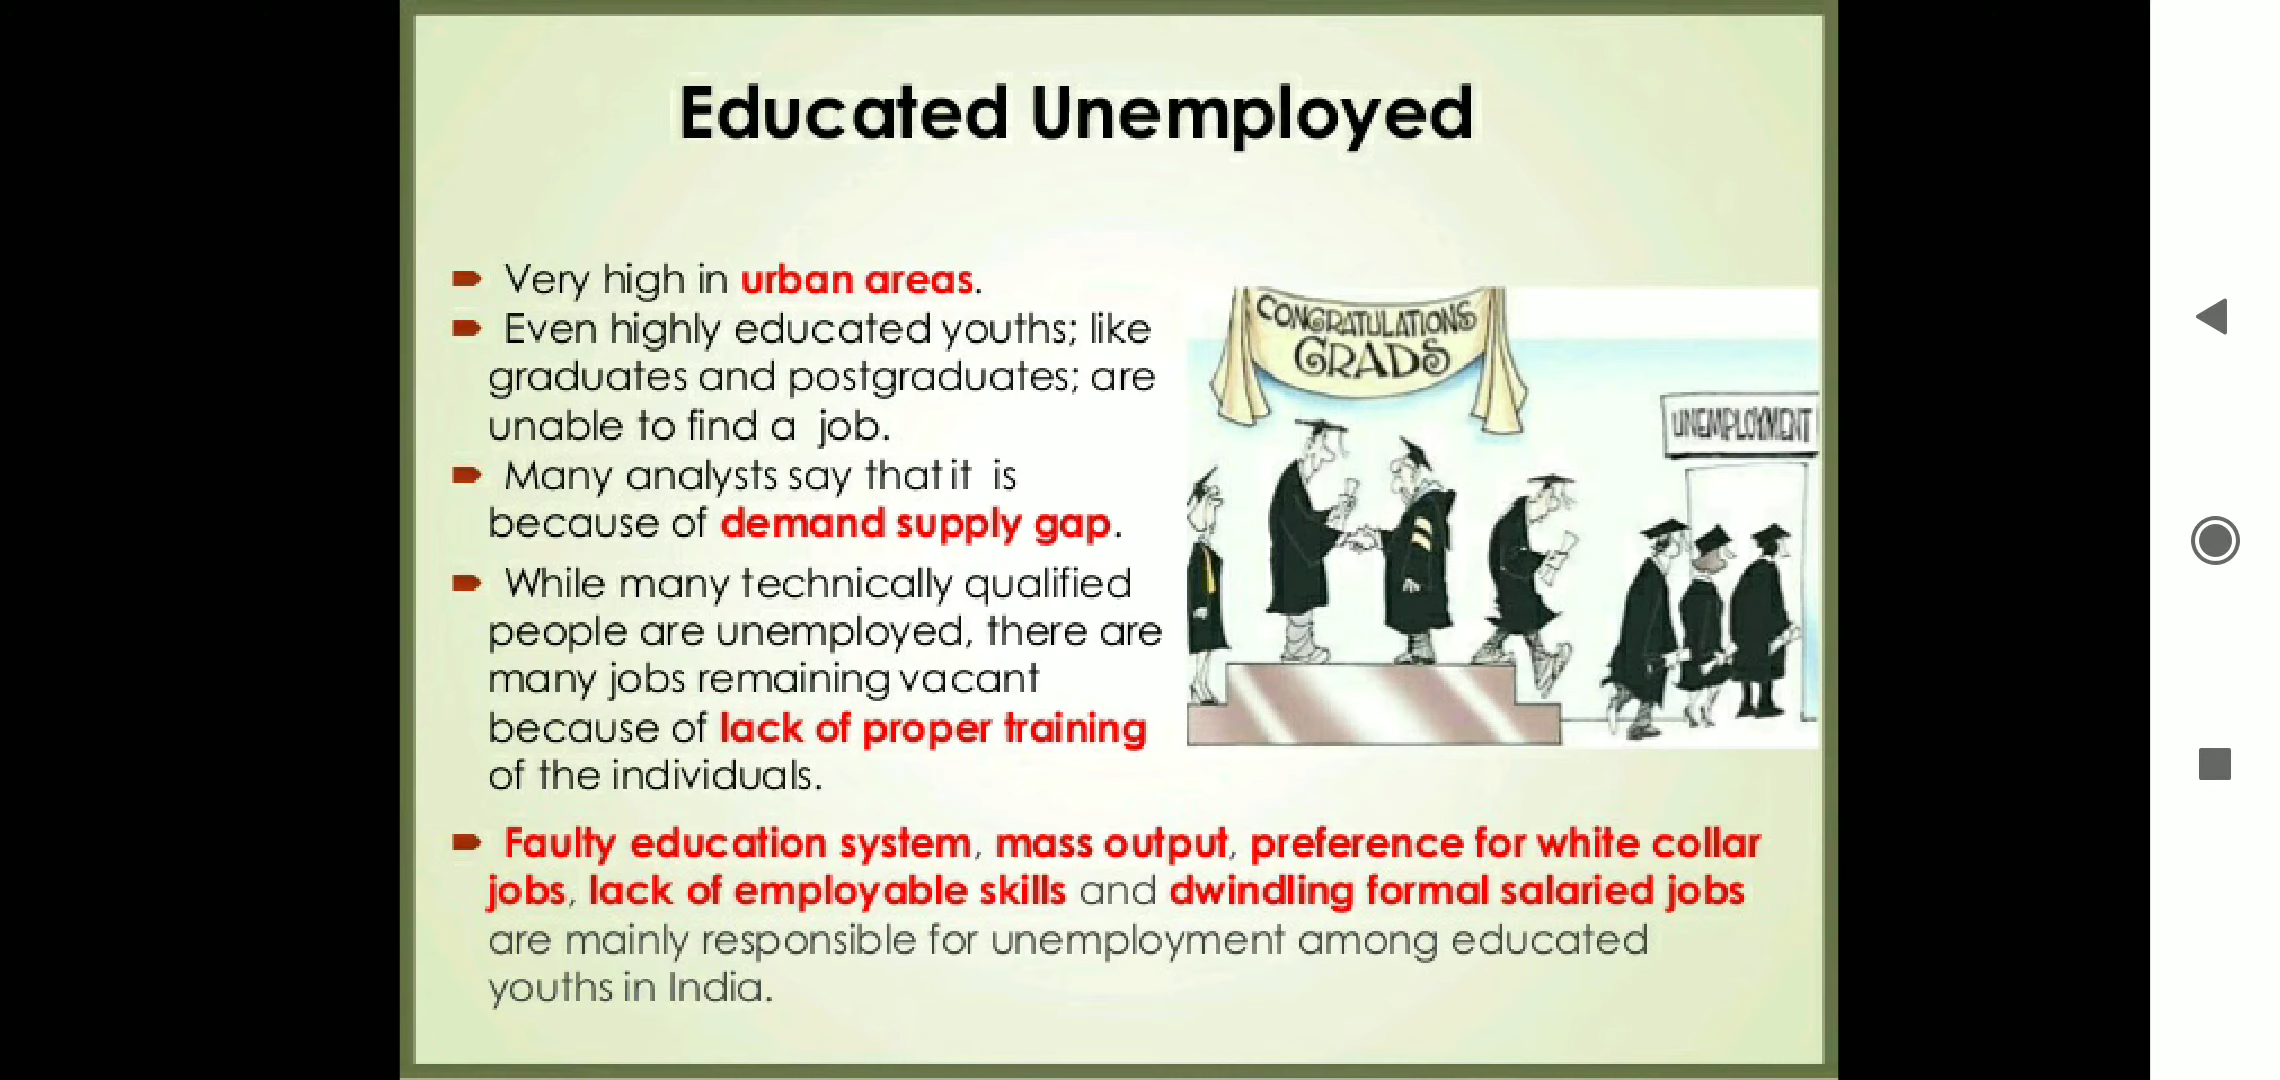 Educated Unemployed
Very high in urban areas.
Even highly educated youths; like
graduates and postgraduates; are
unable to find a job.
Many analysts say that it is
because of demand supply gap.
While many technically qualified
people are unemployed, there are
many jobs remaining vacant
because of lack of proper training
of the individuals.
Faulty education system, mass output, preference for white collar
jobs, lack of employable skills and dwindling formal salaried jobs
are mainly responsible for unemployment among educated
youths in India.
CONGRATULATIONS
GRADS
UNEMPLOYMENT